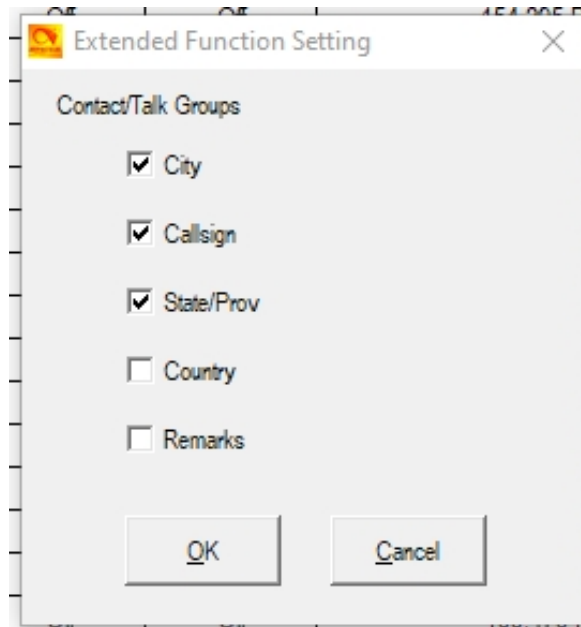 Extended Function Setting
Contact/Talk Groups
City
Callsign
State/Prov
Country
Remarks
OK
Cancel